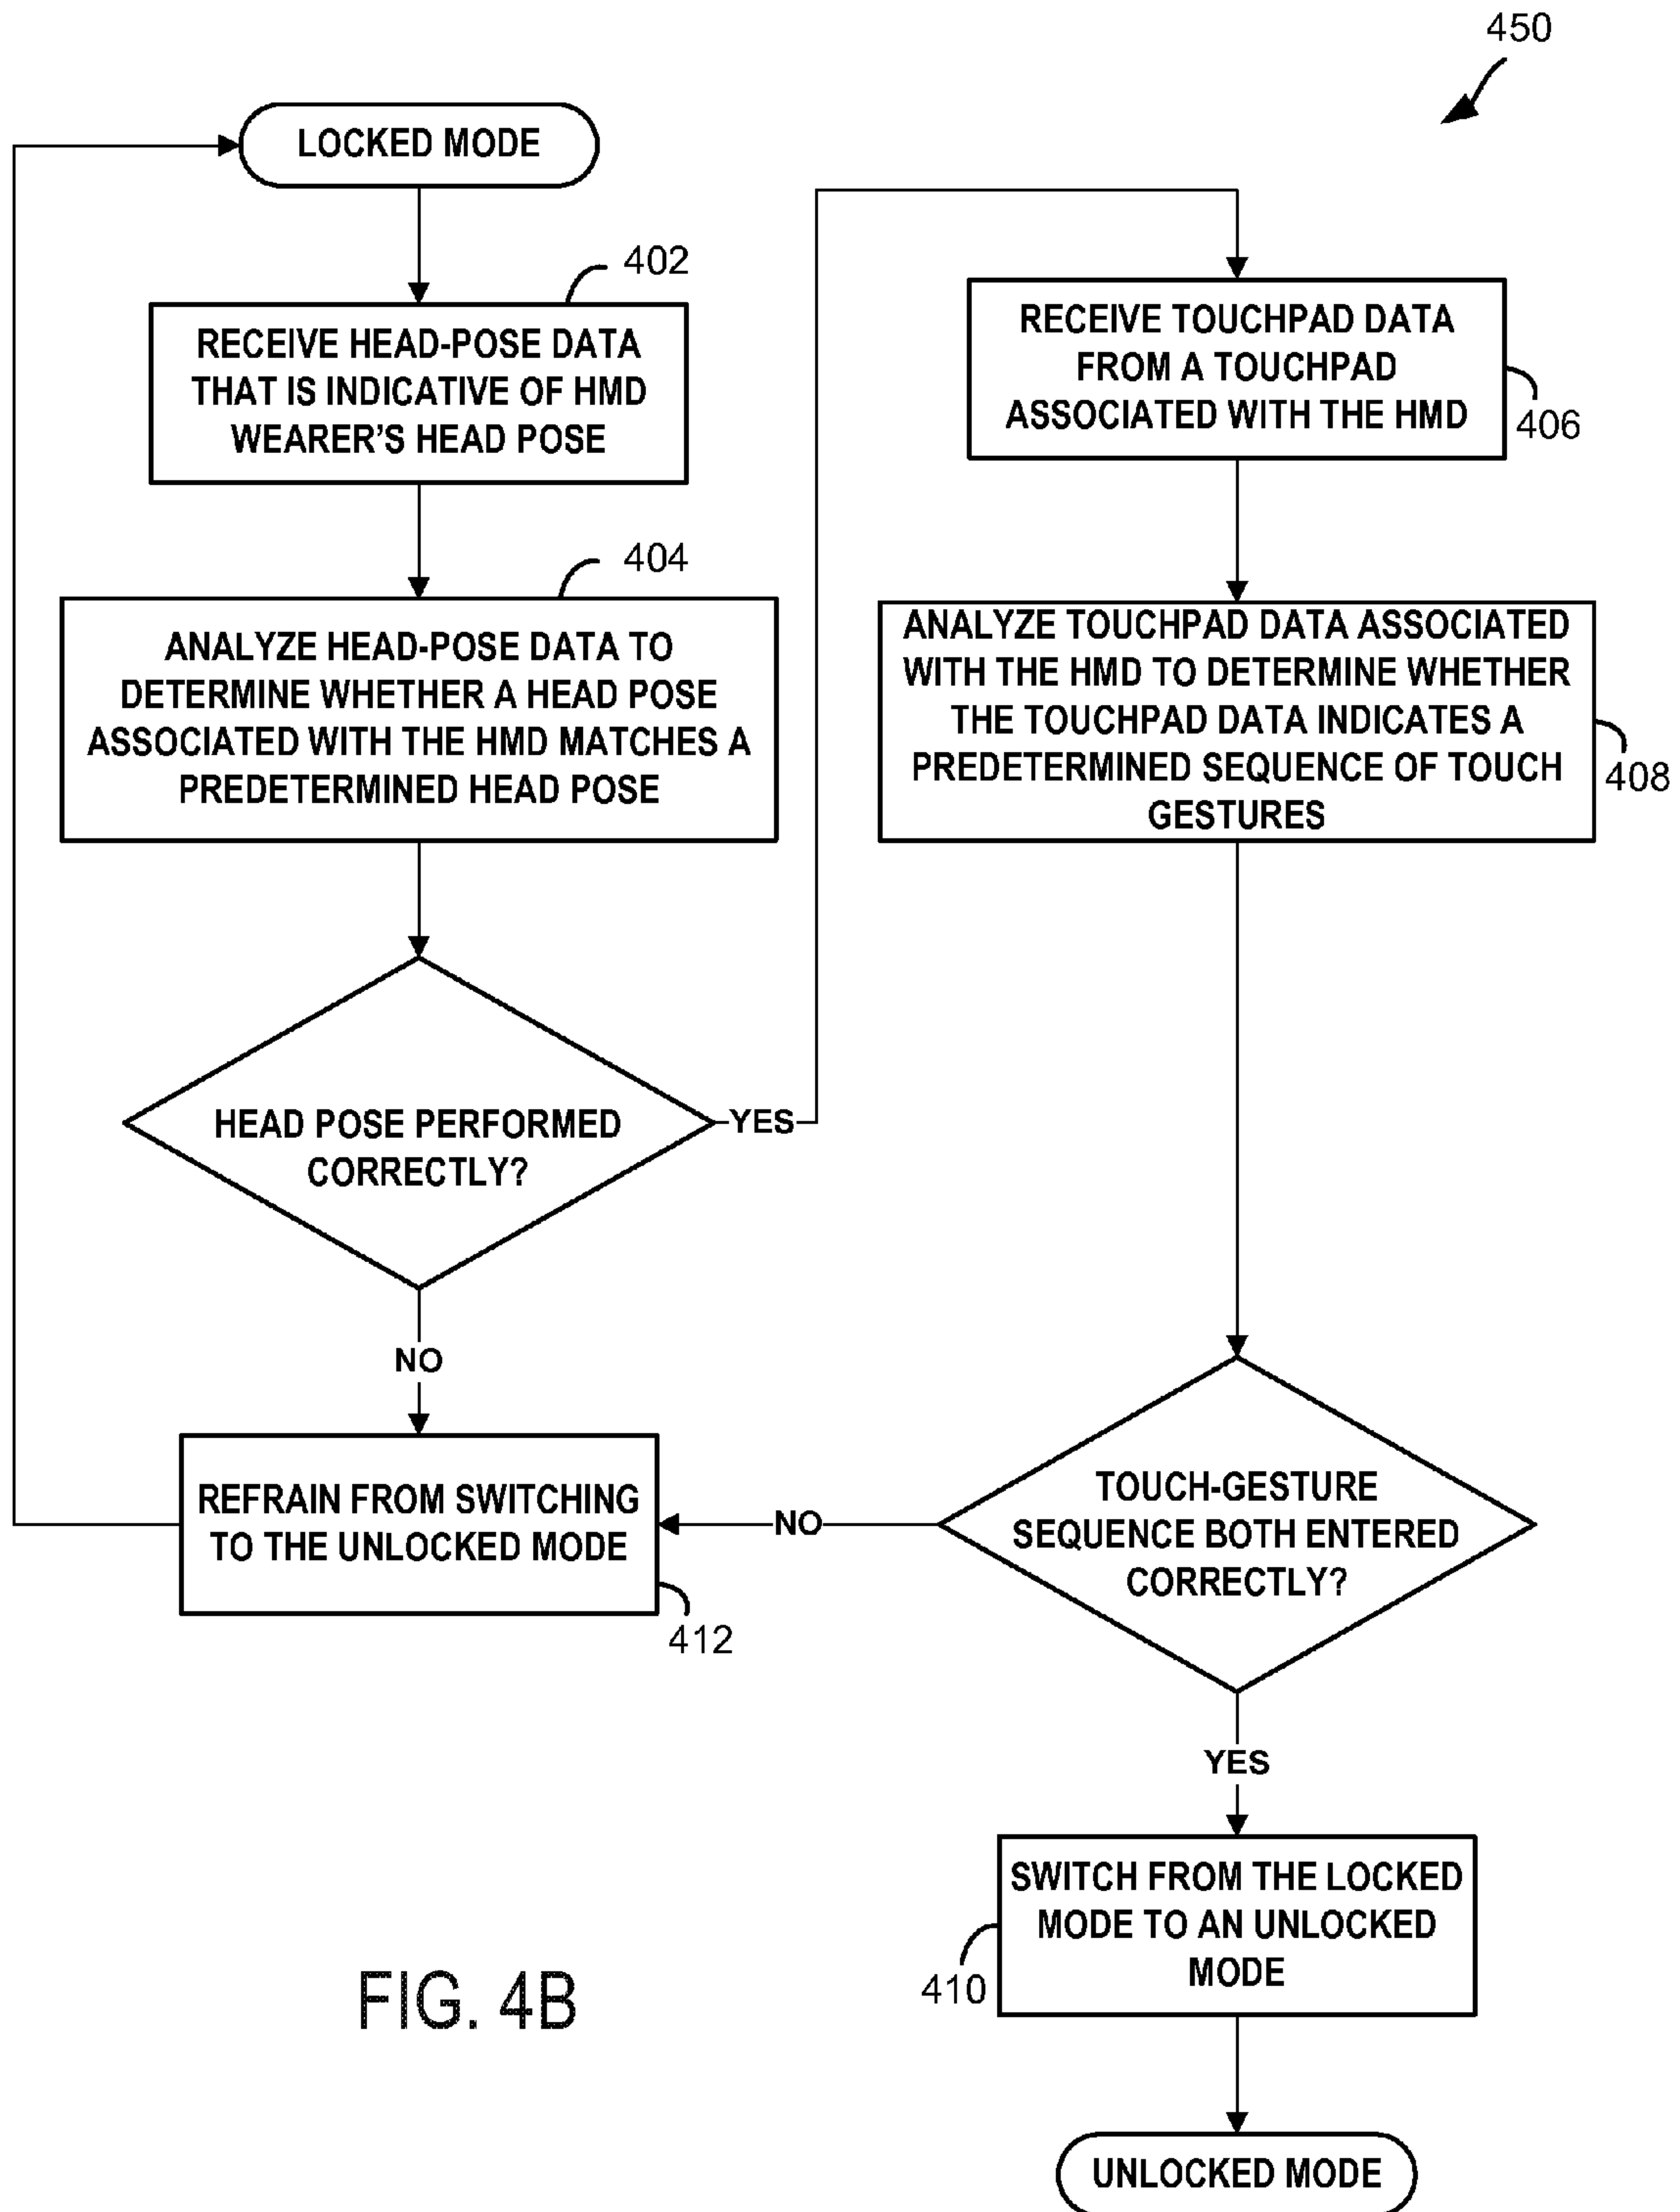 450
LOCKED MODE
402
RECEIVE HEAD-POSE DATA
THAT IS INDICATIVE OF HMD
WEARER'S HEAD POSE
404
ANALYZE HEAD-POSE DATA TO
DETERMINE WHETHER A HEAD POSE
ASSOCIATED WITH THE HMD MATCHES A
PREDETERMINED HEAD POSE
HEAD POSE PERFORMED
CORRECTLY?
YES
NO
REFRAIN FROM SWITCHING
TO THE UNLOCKED MODE
412
RECEIVE TOUCHPAD DATA
FROM A TOUCHPAD
ASSOCIATED WITH THE HMD
406
ANALYZE TOUCHPAD DATA ASSOCIATED
WITH THE HMD TO DETERMINE WHETHER
THE TOUCHPAD DATA INDICATES A
PREDETERMINED SEQUENCE OF TOUCH
GESTURES
408
TOUCH-GESTURE
SEQUENCE BOTH ENTERED
CORRECTLY?
NO
YES
SWITCH FROM THE LOCKED
MODE TO AN UNLOCKED
MODE
410
UNLOCKED MODE
FIG. 4B